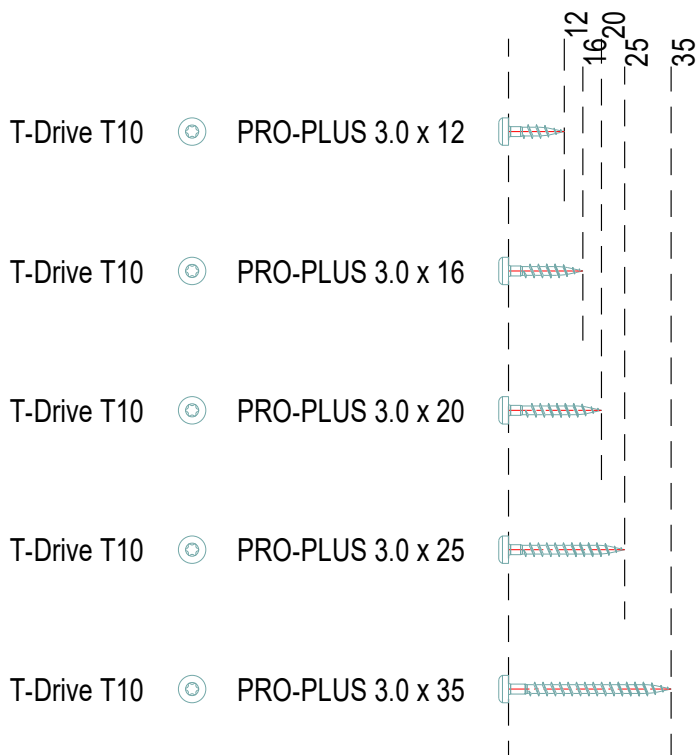 12
16
20
25
35
T-Drive T10 PRO-PLUS 3.0 x 12
T-Drive T10 PRO-PLUS 3.0 x 16
T-Drive T10 PRO-PLUS 3.0 x 20
T-Drive T10 PRO-PLUS 3.0 x 25
T-Drive T10 PRO-PLUS 3.0 x 35